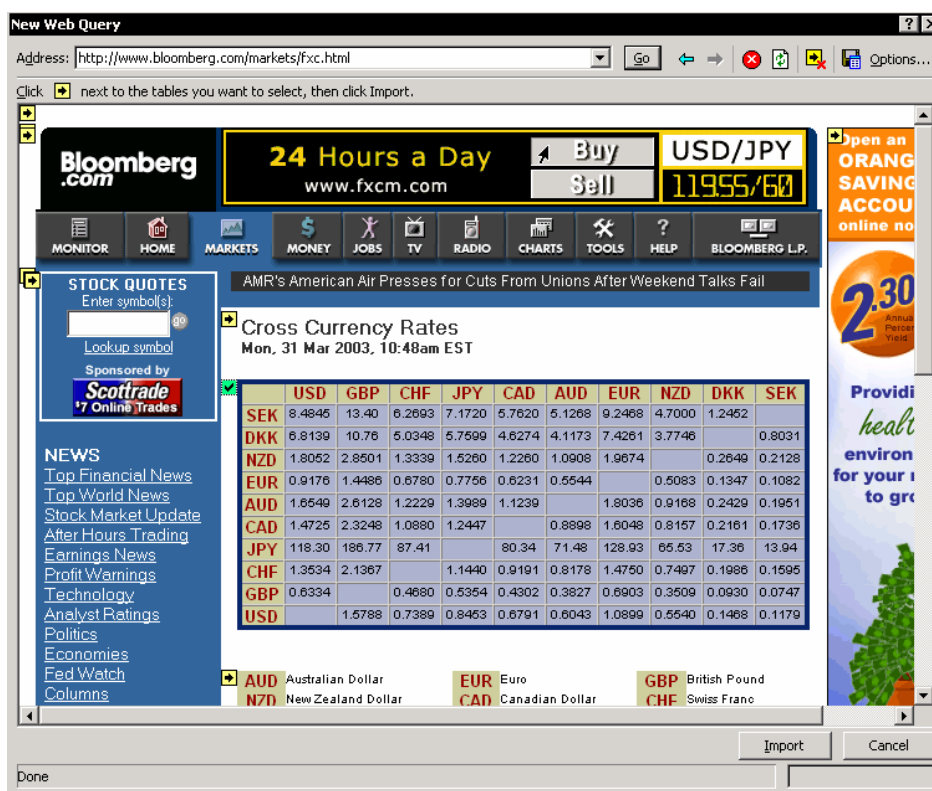 New Web Query
Address: http://www.bloomberg.com/markets/fxc.html Go Options...
Click next to the tables you want to select, then click Import.
Bloomberg
.com
24 Hours a Day
www.fxcm.com
Buy
Sell
USD/JPY
119.55/60
MONITOR HOME MARKETS MONEY JOBS TV RADIO CHARTS TOOLS HELP BLOOMBERG L.P.
AMR's American Air Presses for Cuts From Unions After Weekend Talks Fail
STOCK QUOTES
Enter symbol(s):
go
Lookup symbol
Sponsored by
Scottrade
$7 Online Trades
NEWS
Top Financial News
Top World News
Stock Market Update
After Hours Trading
Earnings News
Profit Warnings
Technology
Analyst Ratings
Politics
Economies
Fed Watch
Columns
Cross Currency Rates
Mon, 31 Mar 2003, 10:48am EST
USD GBP CHF JPY CAD AUD EUR NZD DKK SEK
SEK 8.4845 13.40 6.2693 7.1720 5.7620 5.1268 9.2468 4.7000 1.2452
DKK 6.8139 10.76 5.0348 5.7599 4.6274 4.1173 7.4261 3.7746 0.8031
NZD 1.8052 2.8501 1.3339 1.5260 1.2260 1.0908 1.9674 0.2649 0.2128
EUR 0.9176 1.4486 0.6780 0.7756 0.6231 0.5544 0.5083 0.1347 0.1082
AUD 1.6549 2.6128 1.2229 1.3989 1.1239 1.8036 0.9168 0.2429 0.1951
CAD 1.4725 2.3248 1.0880 1.2447 0.8898 1.6048 0.8157 0.2161 0.1736
JPY 118.30 186.77 87.41 80.34 71.48 128.93 65.53 17.36 13.94
CHF 1.3534 2.1367 1.1440 0.9191 0.8178 1.4750 0.7497 0.1986 0.1595
GBP 0.6334 0.4680 0.5354 0.4302 0.3827 0.6903 0.3509 0.0930 0.0747
USD 1.5788 0.7389 0.8453 0.6791 0.6043 1.0899 0.5540 0.1468 0.1179
AUD Australian Dollar EUR Euro GBP British Pound
NZD New Zealand Dollar CAD Canadian Dollar CHF Swiss Franc
Open an
ORANG
SAVING
ACCOU
online no
2.30
Annua
Percer
Yield
Providi
healt
environ
for your
to gro
Import Cancel
Done